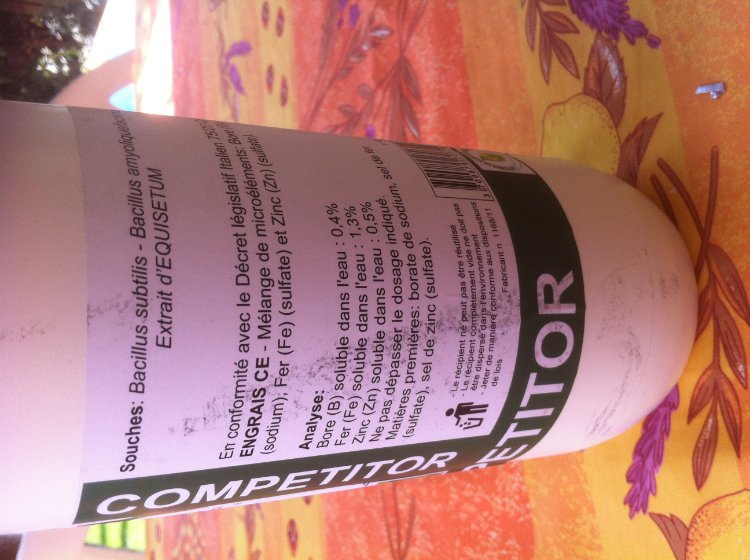 Souches: Bacillus subtilis - Bacillus
Extrait d'EQUISETUM
En conformité avec le Décret législatif Italien
ENGRAIS CE - Mélange de microéléments: Bore
(sodium); Fer (Fe) (sulfate) et Zinc (Zn) (sulfate)
Analyse:
Bore (B) soluble dans l'eau : 0,4%
Fer (Fe) soluble dans l'eau : 1,3%
Zinc (Zn) soluble dans l'eau : 0,5%
Ne pas dépasser le dosage indiqué.
Matières premières: borate de sodium, sel de fer
(sulfate), sel de zinc (sulfate).
- Le récipient ne peut pas être réutilisé
- Le récipient complètement vide ne doit pas
être dispersé dans l'environnement
- Jeter de manière conforme aux dispositions
de lois
Fabricant n. 1168/11
COMPETITOR
PETITOR